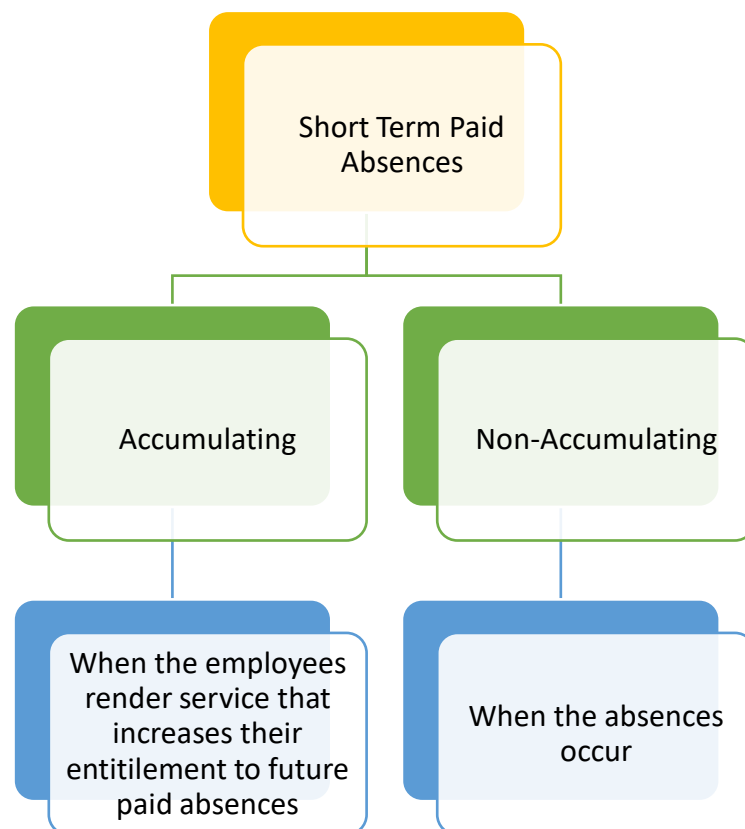 Short Term Paid
Absences
Accumulating
Non-Accumulating
When the employees
render service that
increases their
entitilement to future
paid absences
When the absences
occur